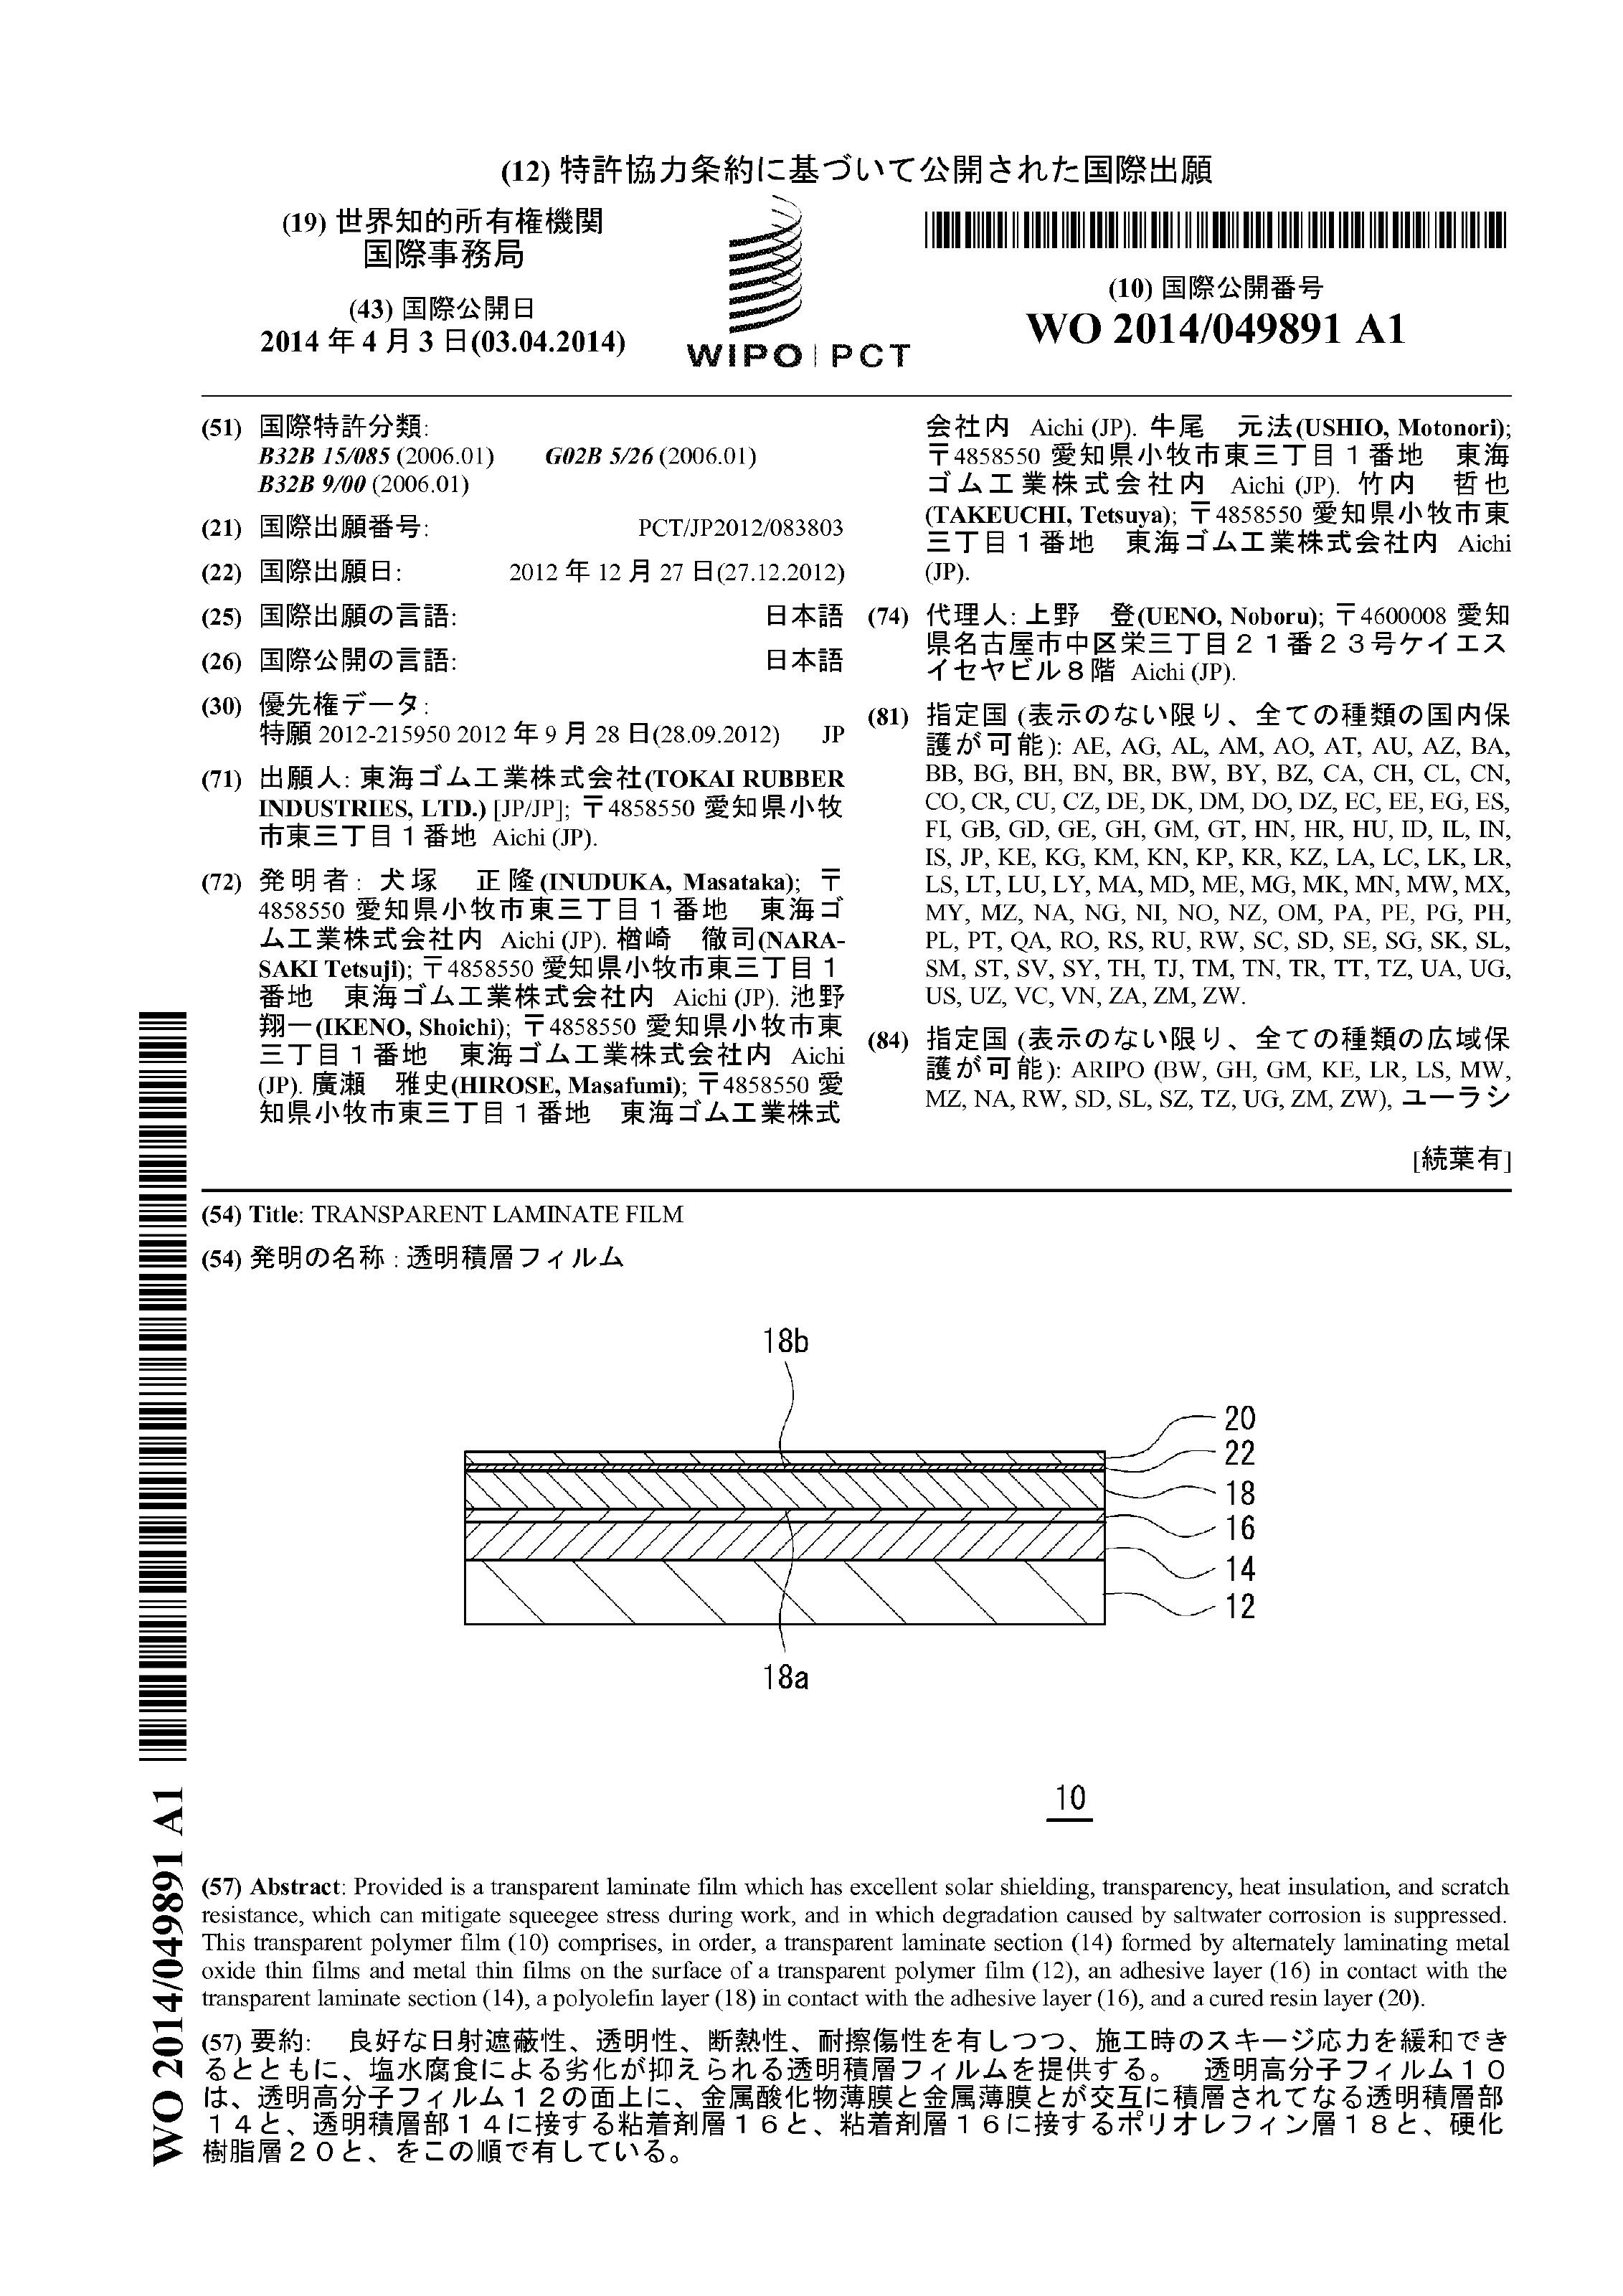 (12) 特許協力条約に基づいて公開された国際出願
(19) 世界知的所有権機関
国際事務局
(43) 国際公開日
2014 年 4 月 3 日(03.04.2014)
WIPO | PCT
(10) 国際公開番号
WO 2014/049891 A1
(51) 国際特許分類:
B32B 15/085 (2006.01) G02B 5/26 (2006.01)
B32B 9/00 (2006.01)
(21) 国際出願番号: PCT/JP2012/083803
(22) 国際出願日: 2012 年 12 月 27 日(27.12.2012)
(25) 国際出願の言語: 日本語
(26) 国際公開の言語: 日本語
(30) 優先権データ:
特願 2012-215950 2012 年 9 月 28 日(28.09.2012) JP
(71) 出願人: 東海ゴム工業株式会社(TOKAI RUBBER
INDUSTRIES, LTD.) [JP/JP]; 〒4858550 愛知県小牧
市東三丁目１番地 Aichi (JP).
(72) 発明者: 犬塚 正隆(INUDUKA, Masataka); 〒
4858550 愛知県小牧市東三丁目１番地 東海ゴ
ム工業株式会社内 Aichi (JP). 楢崎 徹司(NARA-
SAKI Tetsuji); 〒4858550 愛知県小牧市東三丁目１
番地 東海ゴム工業株式会社内 Aichi (JP). 池野
翔一(IKENO, Shoichi); 〒4858550 愛知県小牧市東
三丁目１番地 東海ゴム工業株式会社内 Aichi
(JP). 廣瀬 雅史(HIROSE, Masafumi); 〒4858550 愛
知県小牧市東三丁目１番地 東海ゴム工業株式
会社内 Aichi (JP). 牛尾 元法(USHIO, Motonori);
〒4858550 愛知県小牧市東三丁目１番地 東海
ゴム工業株式会社内 Aichi (JP). 竹内 哲也
(TAKEUCHI, Tetsuya); 〒4858550 愛知県小牧市東
三丁目１番地 東海ゴム工業株式会社内 Aichi
(JP).
(74) 代理人: 上野 登(UENO, Noboru); 〒4600008 愛知
県名古屋市中区栄三丁目２１番２３号ケイエス
イセヤビル８階 Aichi (JP).
(81) 指定国 (表示のない限り、全ての種類の国内保
護が可能): AE, AG, AL, AM, AO, AT, AU, AZ, BA,
BB, BG, BH, BN, BR, BW, BY, BZ, CA, CH, CL, CN,
CO, CR, CU, CZ, DE, DK, DM, DO, DZ, EC, EE, EG, ES,
FI, GB, GD, GE, GH, GM, GT, HN, HR, HU, ID, IL, IN,
IS, JP, KE, KG, KM, KN, KP, KR, KZ, LA, LC, LK, LR,
LS, LT, LU, LY, MA, MD, ME, MG, MK, MN, MW, MX,
MY, MZ, NA, NG, NI, NO, NZ, OM, PA, PE, PG, PH,
PL, PT, QA, RO, RS, RU, RW, SC, SD, SE, SG, SK, SL,
SM, ST, SV, SY, TH, TJ, TM, TN, TR, TT, TZ, UA, UG,
US, UZ, VC, VN, ZA, ZM, ZW.
(84) 指定国 (表示のない限り、全ての種類の広域保
護が可能): ARIPO (BW, GH, GM, KE, LR, LS, MW,
MZ, NA, RW, SD, SL, SZ, TZ, UG, ZM, ZW), ユーラシ
[続葉有]
(54) Title: TRANSPARENT LAMINATE FILM
(54) 発明の名称 : 透明積層フィルム
18b
20
22
18
16
14
12
18a
10
(57) Abstract: Provided is a transparent laminate film which has excellent solar shielding, transparency, heat insulation, and scratch
resistance, which can mitigate squeegee stress during work, and in which degradation caused by saltwater corrosion is suppressed.
This transparent polymer film (10) comprises, in order, a transparent laminate section (14) formed by alternately laminating metal
oxide thin films and metal thin films on the surface of a transparent polymer film (12), an adhesive layer (16) in contact with the
transparent laminate section (14), a polyolefin layer (18) in contact with the adhesive layer (16), and a cured resin layer (20).
(57) 要約: 良好な日射遮蔽性、透明性、断熱性、耐擦傷性を有しつつ、施工時のスキージ応力を緩和でき
るとともに、塩水腐食による劣化が抑えられる透明積層フィルムを提供する。 透明高分子フィルム１０
は、透明高分子フィルム１２の面上に、金属酸化物薄膜と金属薄膜とが交互に積層されてなる透明積層部
１４と、透明積層部１４に接する粘着剤層１６と、粘着剤層１６に接するポリオレフィン層１８と、硬化
樹脂層２０と、をこの順で有している。
WO 2014/049891 A1